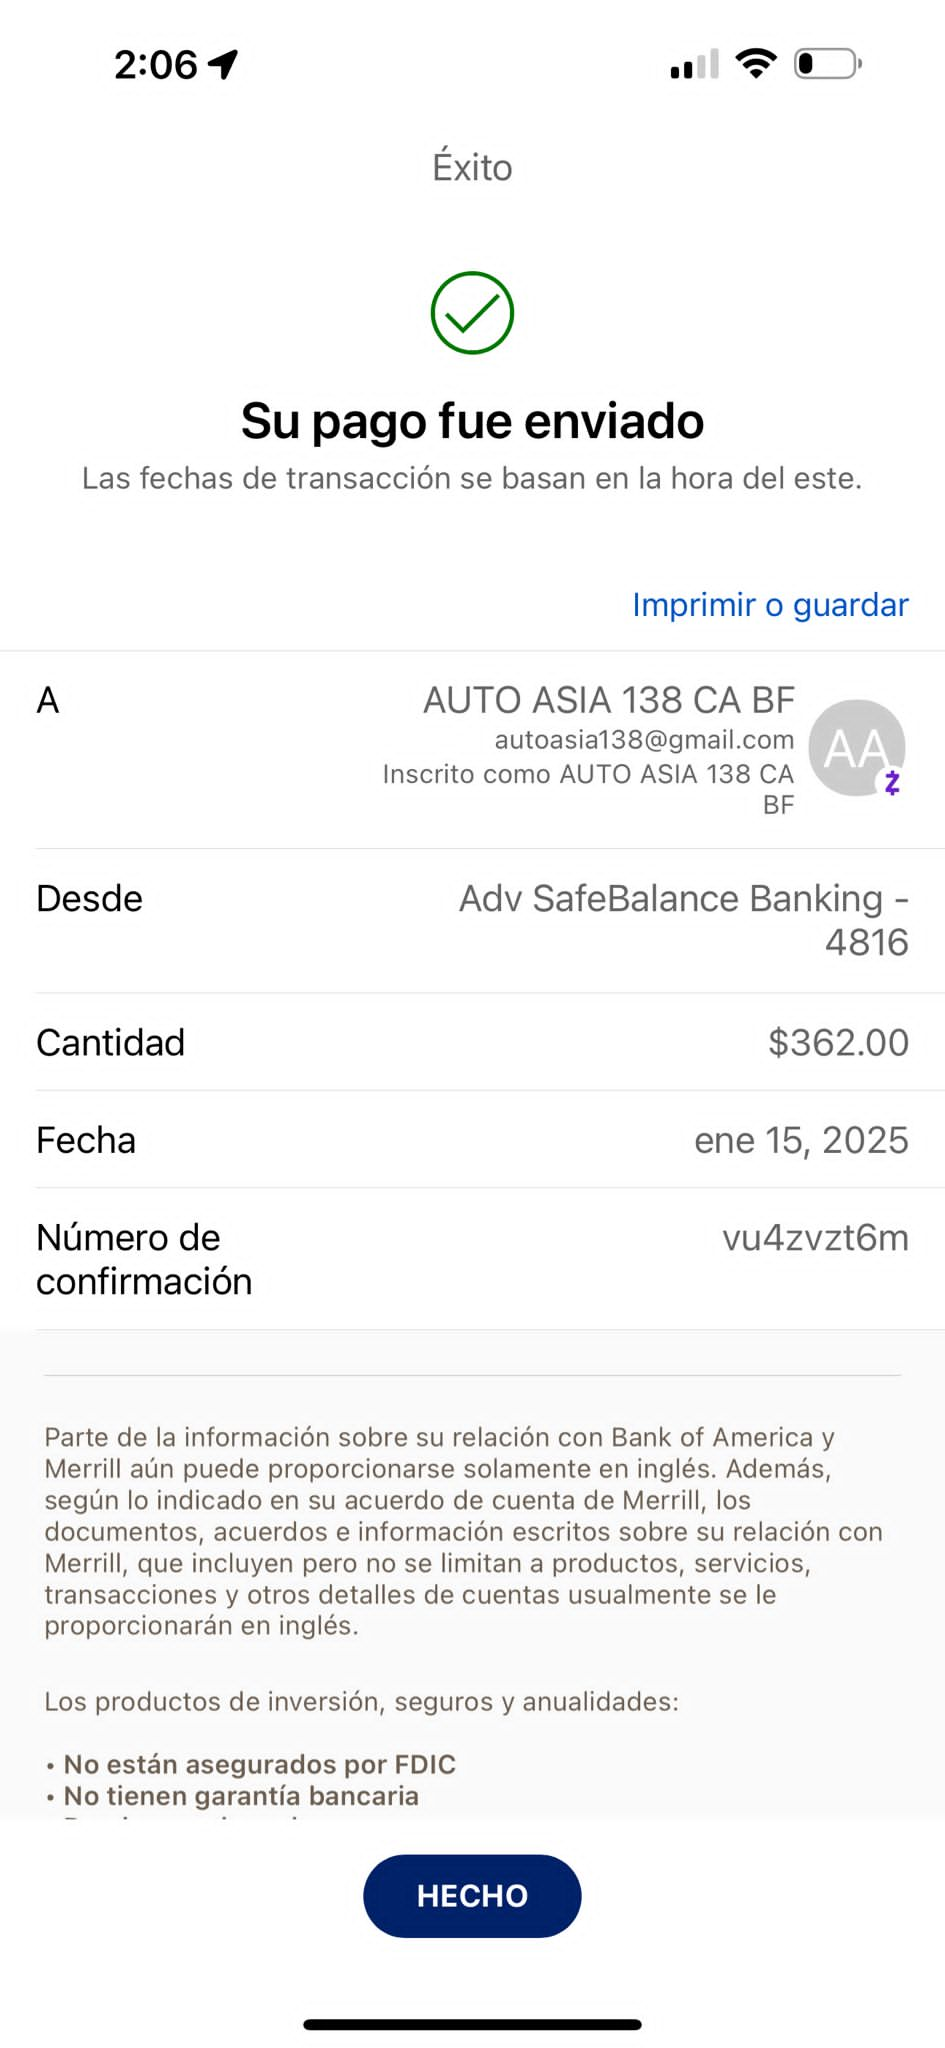 2:06
Éxito
Su pago fue enviado
Las fechas de transacción se basan en la hora del este.
Imprimir o guardar
A
AUTO ASIA 138 CA BF
autoasia138@gmail.com
Inscrito como AUTO ASIA 138 CA
BF
AA
Desde
Adv SafeBalance Banking -
4816
Cantidad
$362.00
Fecha
ene 15, 2025
Número de
confirmación
vu4zvzt6m
Parte de la información sobre su relación con Bank of America y
Merrill aún puede proporcionarse solamente en inglés. Además,
según lo indicado en su acuerdo de cuenta de Merrill, los
documentos, acuerdos e información escritos sobre su relación con
Merrill, que incluyen pero no se limitan a productos, servicios,
transacciones y otros detalles de cuentas usualmente se le
proporcionarán en inglés.
Los productos de inversión, seguros y anualidades:
• No están asegurados por FDIC
• No tienen garantía bancaria
HECHO